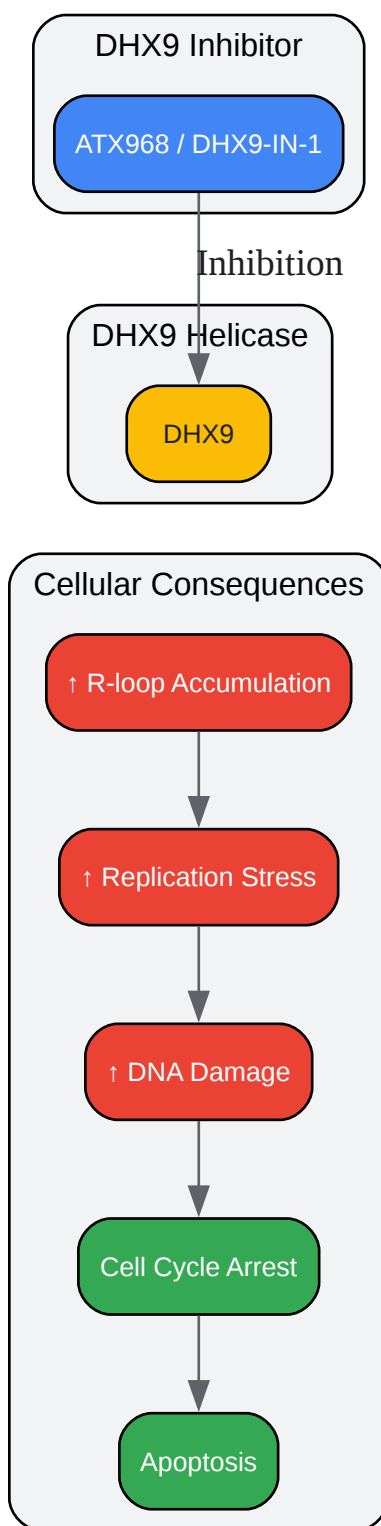 DHX9 Inhibitor
ATX968 / DHX9-IN-1
Inhibition
DHX9 Helicase
DHX9
Cellular Consequences
↑ R-loop Accumulation
↑ Replication Stress
↑ DNA Damage
Cell Cycle Arrest
Apoptosis